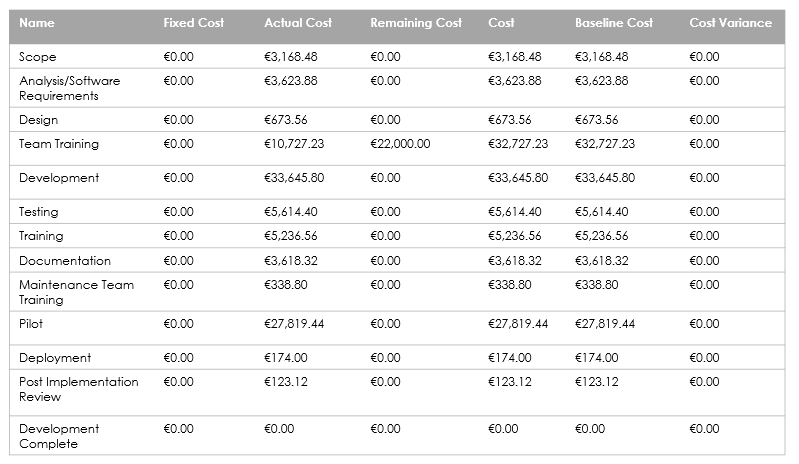 Name Fixed Cost Actual Cost Remaining Cost Cost Baseline Cost Cost Variance
Scope €0.00 €3,168.48 €0.00 €3,168.48 €3,168.48 €0.00
Analysis/Software €0.00 €3,623.88 €0.00 €3,623.88 €3,623.88 €0.00
Requirements
Design €0.00 €673.56 €0.00 €673.56 €673.56 €0.00
Team Training €0.00 €10,727.23 €22,000.00 €32,727.23 €32,727.23 €0.00
Development €0.00 €33,645.80 €0.00 €33,645.80 €33,645.80 €0.00
Testing €0.00 €5,614.40 €0.00 €5,614.40 €5,614.40 €0.00
Training €0.00 €5,236.56 €0.00 €5,236.56 €5,236.56 €0.00
Documentation €0.00 €3,618.32 €0.00 €3,618.32 €3,618.32 €0.00
Maintenance Team €0.00 €338.80 €0.00 €338.80 €338.80 €0.00
Training
Pilot €0.00 €27,819.44 €0.00 €27,819.44 €27,819.44 €0.00
Deployment €0.00 €174.00 €0.00 €174.00 €174.00 €0.00
Post Implementation €0.00 €123.12 €0.00 €123.12 €123.12 €0.00
Review
Development €0.00 €0.00 €0.00 €0.00 €0.00 €0.00
Complete